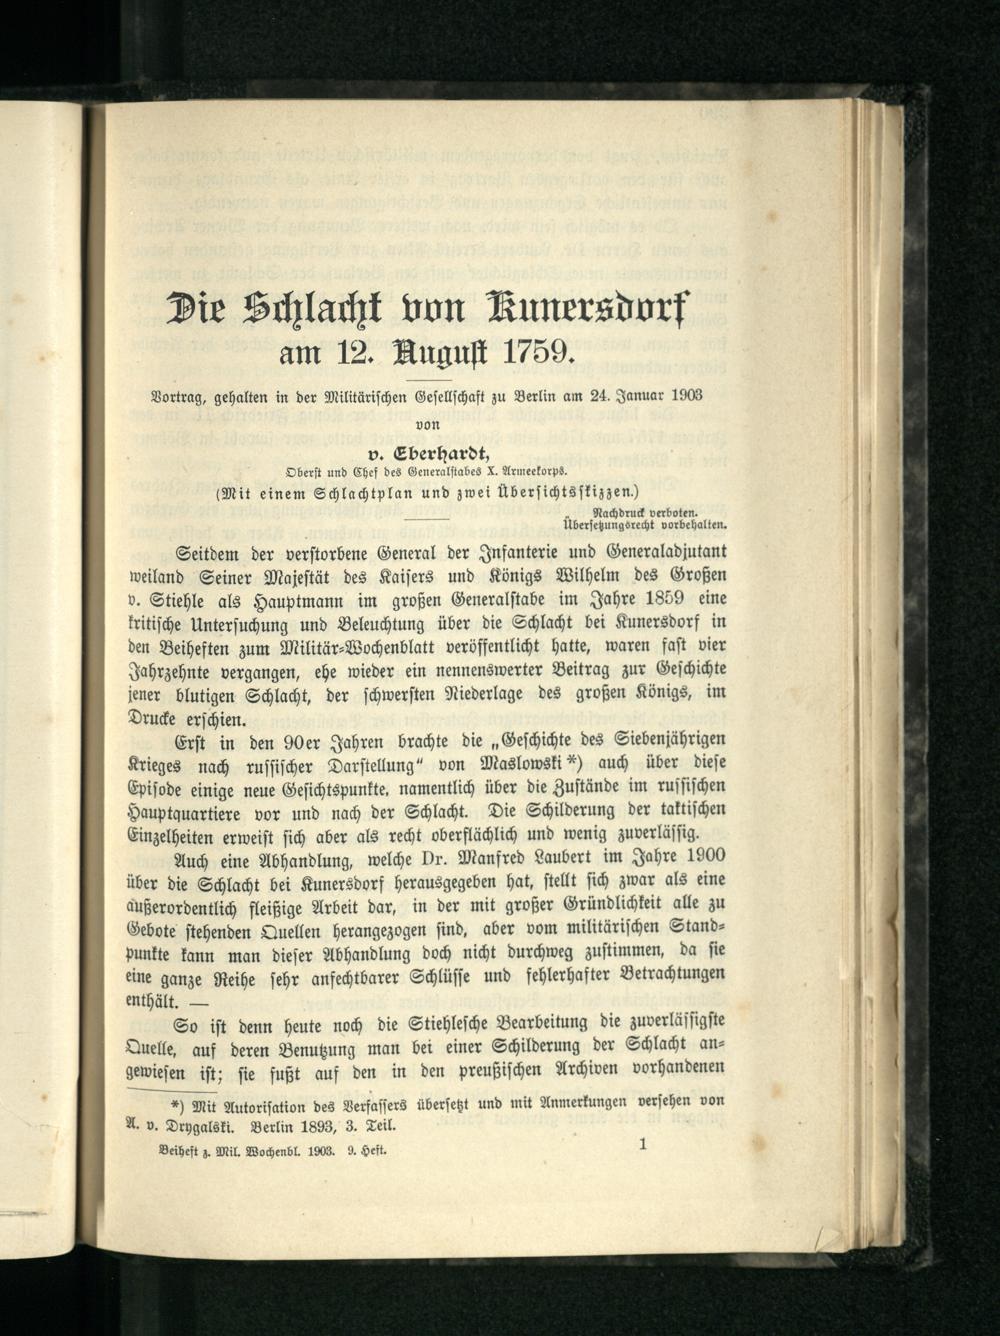 Die Schlacht von Kunersdorf
am 12. August 1759.
Vortrag, gehalten in der Militärischen Gesellschaft zu Berlin am 24. Januar 1903
von
v. Eberhardt,
Oberst und Chef des Generalstabes X. Armeekorps.
(Mit einem Schlachtplan und zwei Übersichtsskizzen.)
Nachdruck verboten.
Übersetzungsrecht vorbehalten.
Seitdem der verstorbene General der Infanterie und Generaladjutant
weiland Seiner Majestät des Kaisers und Königs Wilhelm des Großen
v. Stiehle als Hauptmann im großen Generalstabe im Jahre 1859 eine
kritische Untersuchung und Beleuchtung über die Schlacht bei Kunersdorf in
den Beiheften zum Militär-Wochenblatt veröffentlicht hatte, waren fast vier
Jahrzehnte vergangen, ehe wieder ein nennenswerter Beitrag zur Geschichte
jener blutigen Schlacht, der schwersten Niederlage des großen Königs, im
Drucke erschien.
Erst in den 90er Jahren brachte die „Geschichte des Siebenjährigen
Krieges nach russischer Darstellung“ von Maslowski *) auch über diese
Episode einige neue Gesichtspunkte, namentlich über die Zustände im russischen
Hauptquartiere vor und nach der Schlacht. Die Schilderung der taktischen
Einzelheiten erweist sich aber als recht oberflächlich und wenig zuverlässig.
Auch eine Abhandlung, welche Dr. Manfred Laubert im Jahre 1900
über die Schlacht bei Kunersdorf herausgegeben hat, stellt sich zwar als eine
außerordentlich fleißige Arbeit dar, in der mit großer Gründlichkeit alle zu
Gebote stehenden Quellen herangezogen sind, aber vom militärischen Stand-
punkte kann man dieser Abhandlung doch nicht durchweg zustimmen, da sie
eine ganze Reihe sehr anfechtbarer Schlüsse und fehlerhafter Betrachtungen
enthält. —
So ist denn heute noch die Stiehlesche Bearbeitung die zuverlässigste
Quelle, auf deren Benutzung man bei einer Schilderung der Schlacht an-
gewiesen ist; sie fußt auf den in den preußischen Archiven vorhandenen
*) Mit Autorisation des Verfassers übersetzt und mit Anmerkungen versehen von
A. v. Drygalski. Berlin 1893, 3. Teil.
Beiheft z. Mil. Wochenbl. 1903. 9. Heft. 1